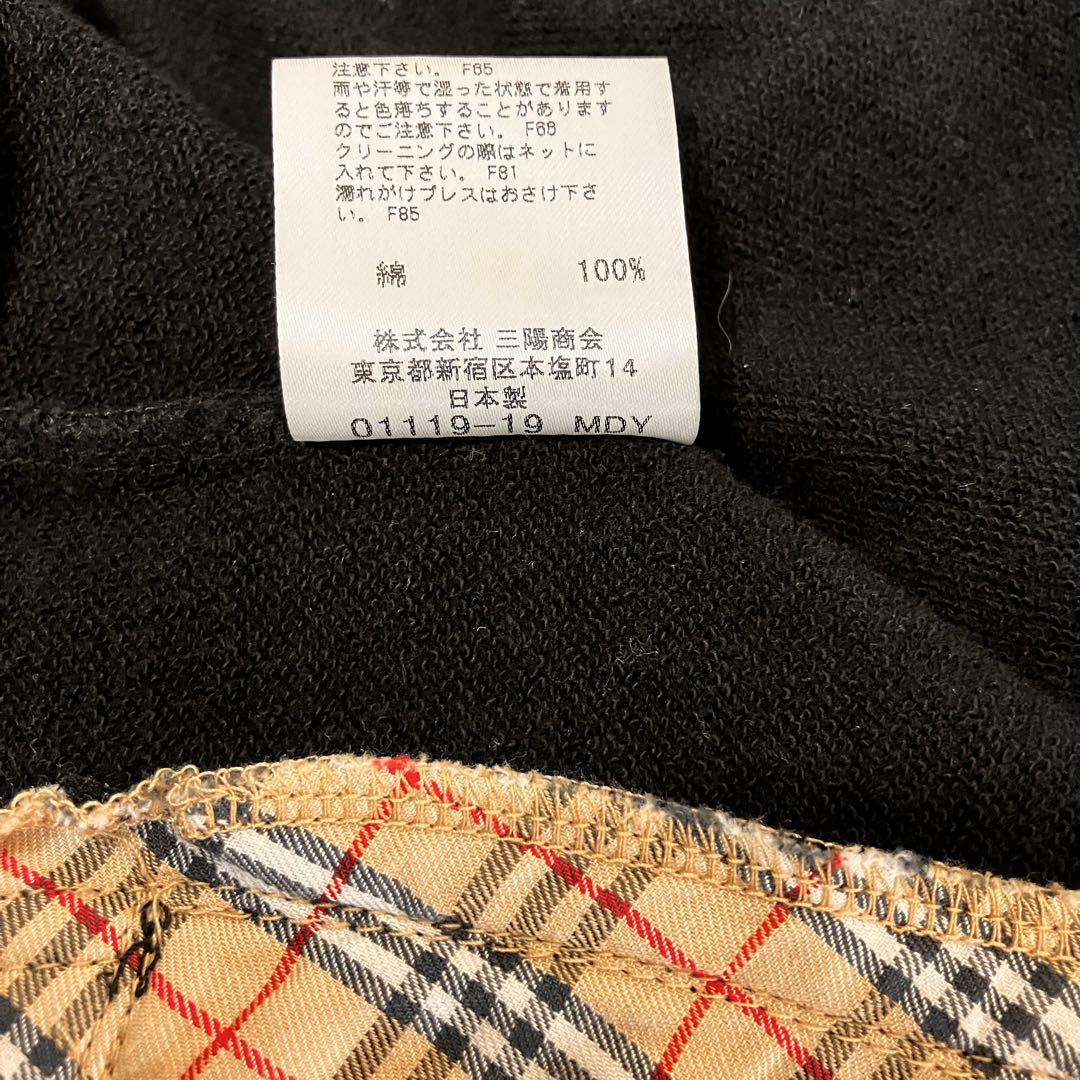 注意下さい。 F65
雨や汗等で湿った状態で着用す
ると色落ちすることがあります
のでご注意下さい。 F68
クリーニングの際はネットに
入れて下さい。 F81
濡れがけプレスはおさけ下さ
い。 F85
綿 100%
株式会社 三陽商会
東京都新宿区本塩町14
日本製
01119-19 MDY